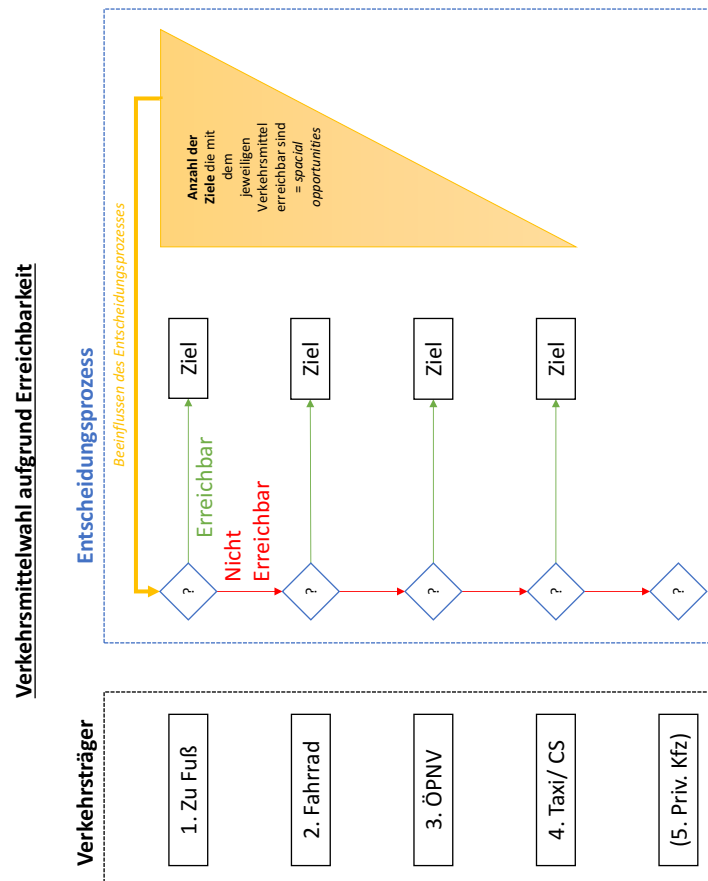 Verkehrsmittelwahl aufgrund Erreichbarkeit
Verkehrsträger
Entscheidungsprozess
Beeinflussen des Entscheidungsprozesses
1. Zu Fuß
?
Erreichbar
Ziel
Nicht
Erreichbar
2. Fahrrad
?
Ziel
3. ÖPNV
?
Ziel
4. Taxi/ CS
?
Ziel
(5. Priv. Kfz)
?
Anzahl der
Ziele die mit
dem
jeweiligen
Verkehrsmittel
erreichbar sind
= spacial
opportunities